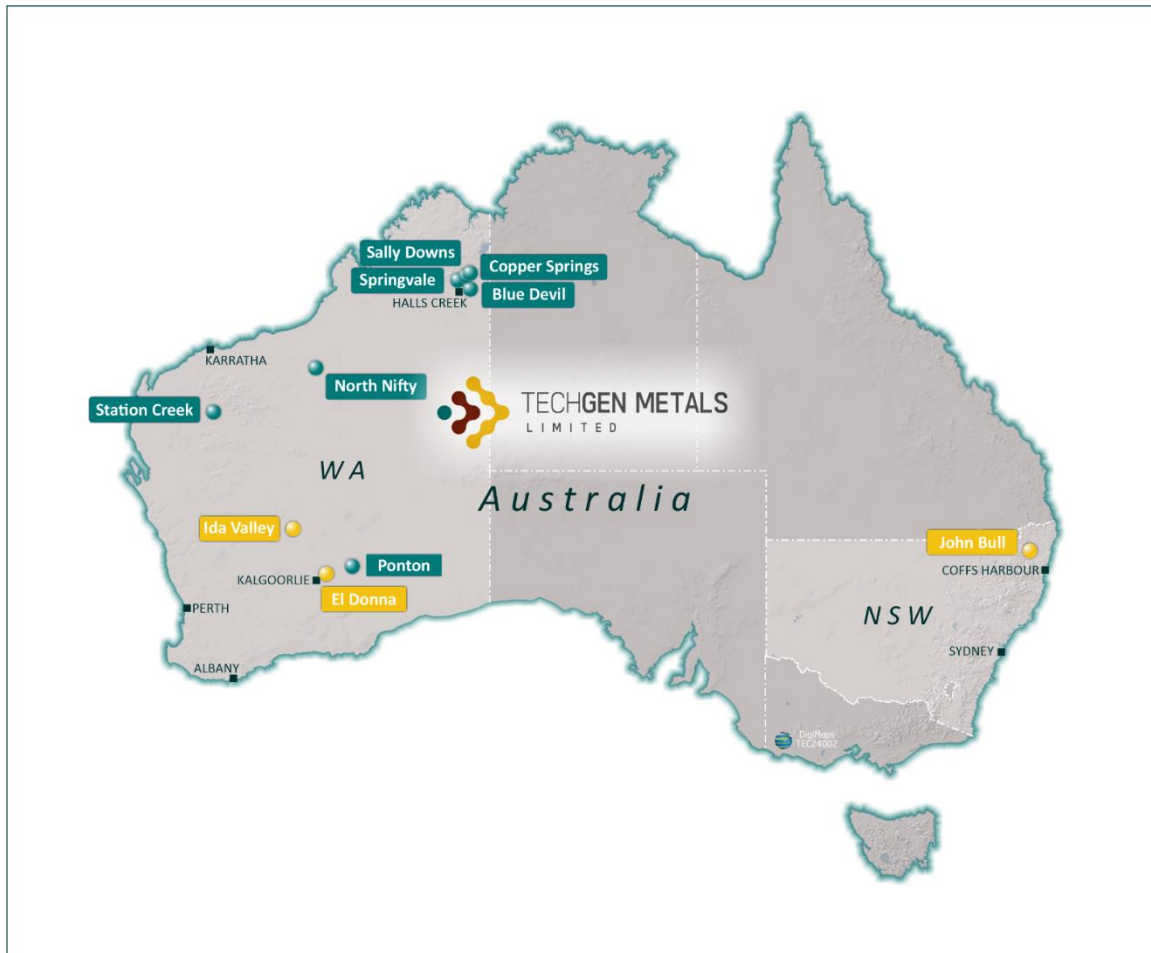 Sally Downs
Copper Springs
Springvale
Blue Devil
HALLS CREEK
KARRATHA
North Nifty
Station Creek
TECHGEN METALS
LIMITED
WA
Australia
Ida Valley
John Bull
Ponton
KALGOORLIE
COFFS HARBOUR
El Donna
PERTH
NSW
SYDNEY
ALBANY
DigiMaps
TEC24002